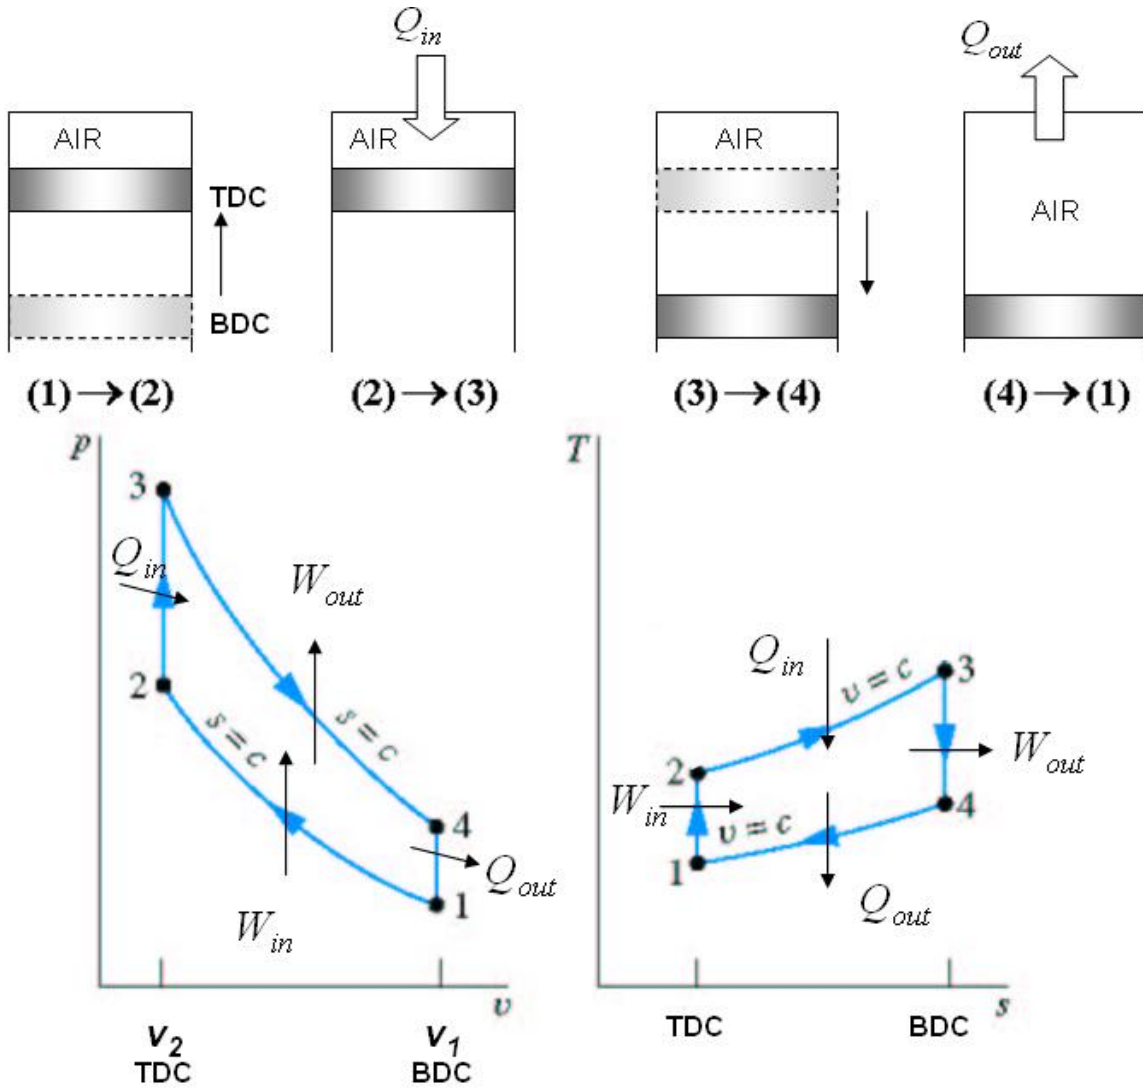 Q_in
Q_out
AIR
AIR
AIR
AIR
TDC
BDC
(1)→(2)
(2)→(3)
(3)→(4)
(4)→(1)
p
3
Q_in
W_out
2
s = c
s = c
4
Q_out
1
W_in
v
v_2
v_1
TDC
BDC
T
Q_in
υ = c
3
2
W_out
W_in
υ = c
4
1
Q_out
s
TDC
BDC